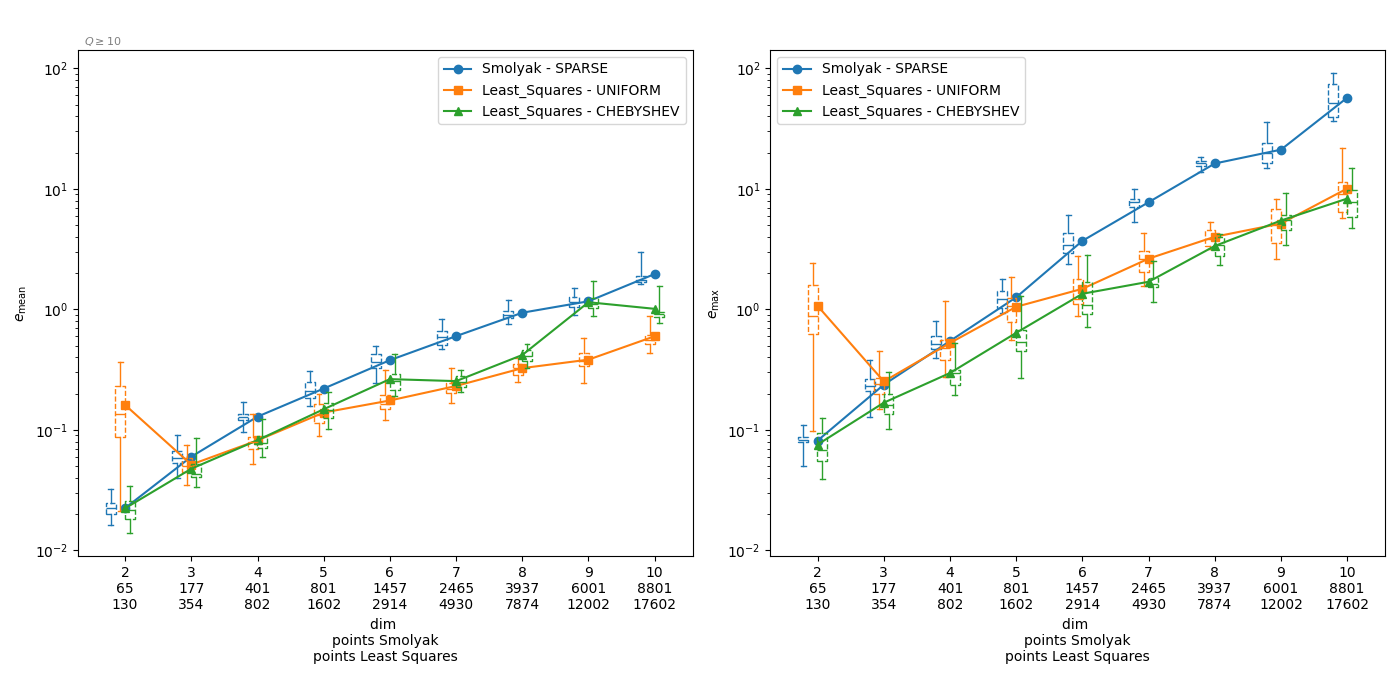 Q ≥ 10
10²
10¹
10⁰
10⁻¹
10⁻²
e_mean
Smolyak - SPARSE
Least_Squares - UNIFORM
Least_Squares - CHEBYSHEV
2 3 4 5 6 7 8 9 10
65 177 401 801 1457 2465 3937 6001 8801
130 354 802 1602 2914 4930 7874 12002 17602
dim
points Smolyak
points Least Squares
10²
10¹
10⁰
10⁻¹
10⁻²
e_max
Smolyak - SPARSE
Least_Squares - UNIFORM
Least_Squares - CHEBYSHEV
2 3 4 5 6 7 8 9 10
65 177 401 801 1457 2465 3937 6001 8801
130 354 802 1602 2914 4930 7874 12002 17602
dim
points Smolyak
points Least Squares